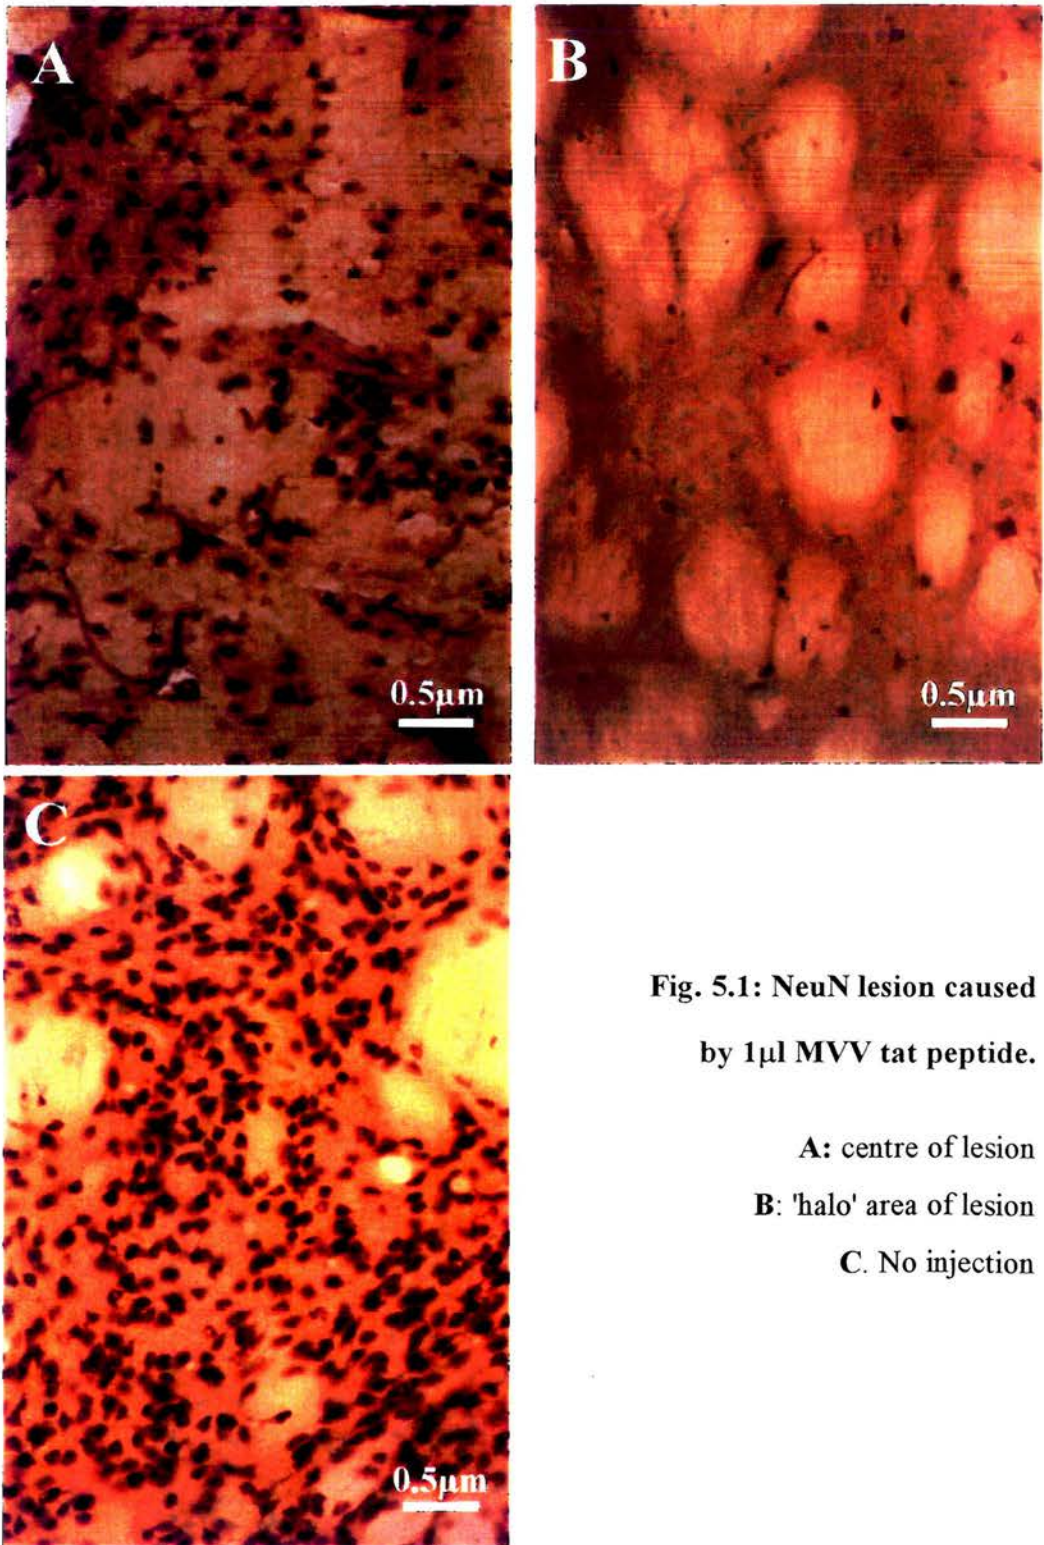 A
0.5µm
B
0.5µm
C
0.5µm
Fig. 5.1: NeuN lesion caused
by 1µl MVV tat peptide.
A: centre of lesion
B: 'halo' area of lesion
C. No injection